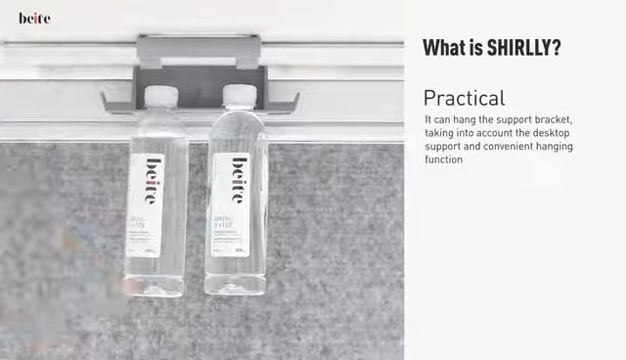 beite
What is SHIRLLY?
Practical
It can hang the support bracket,
taking into account the desktop
support and convenient hanging
function
beite
beite